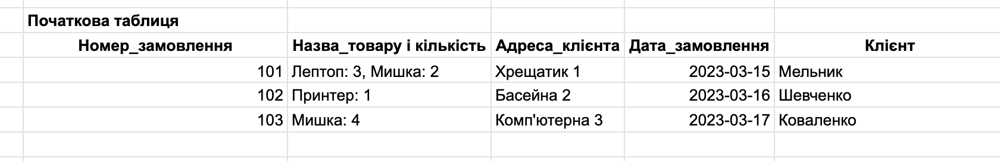 Початкова таблиця
Номер_замовлення Назва_товару і кількість Адреса_клієнта Дата_замовлення Клієнт
101 Лептоп: 3, Мишка: 2 Хрещатик 1 2023-03-15 Мельник
102 Принтер: 1 Басейна 2 2023-03-16 Шевченко
103 Мишка: 4 Комп'ютерна 3 2023-03-17 Коваленко